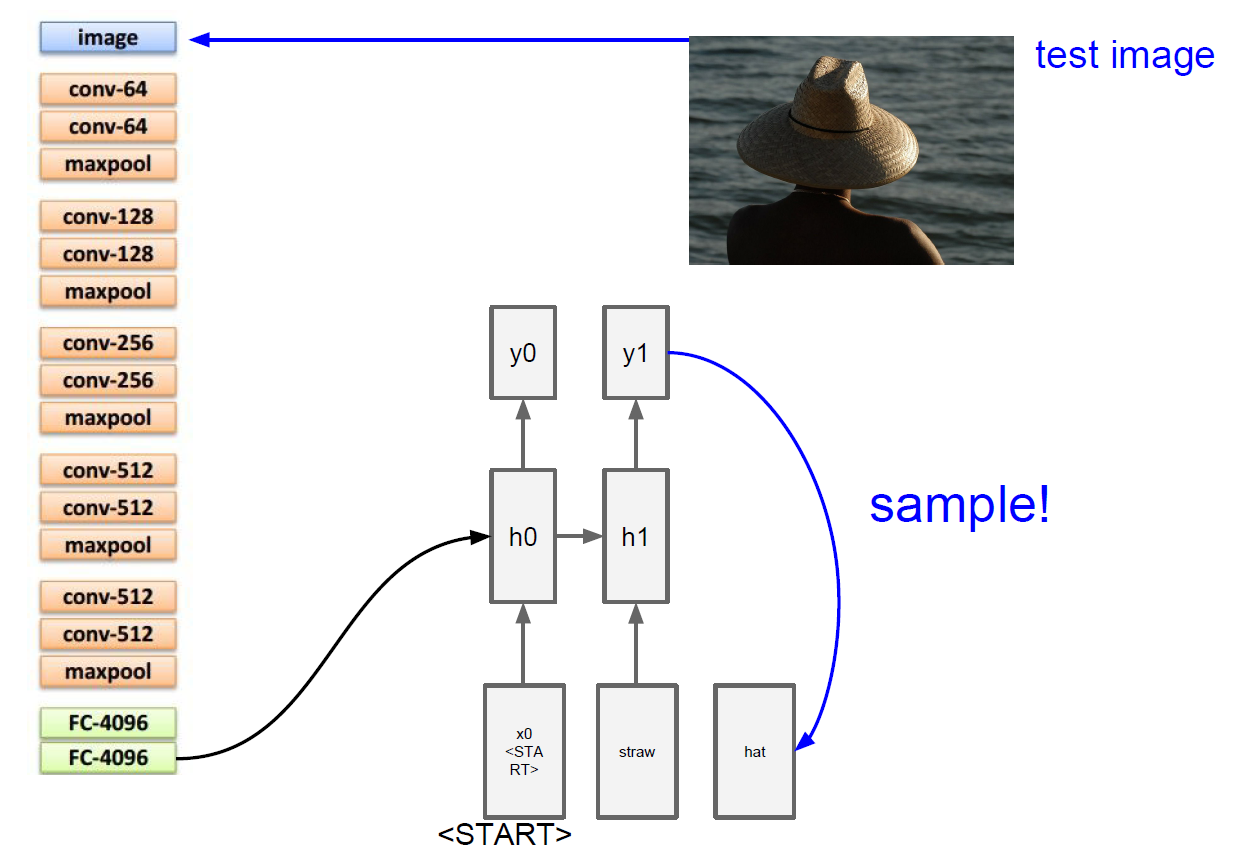 image
conv-64
conv-64
maxpool
conv-128
conv-128
maxpool
conv-256
conv-256
maxpool
conv-512
conv-512
maxpool
conv-512
conv-512
maxpool
FC-4096
FC-4096
test image
y0
y1
sample!
h0
h1
x0
<STA
RT>
straw
hat
<START>